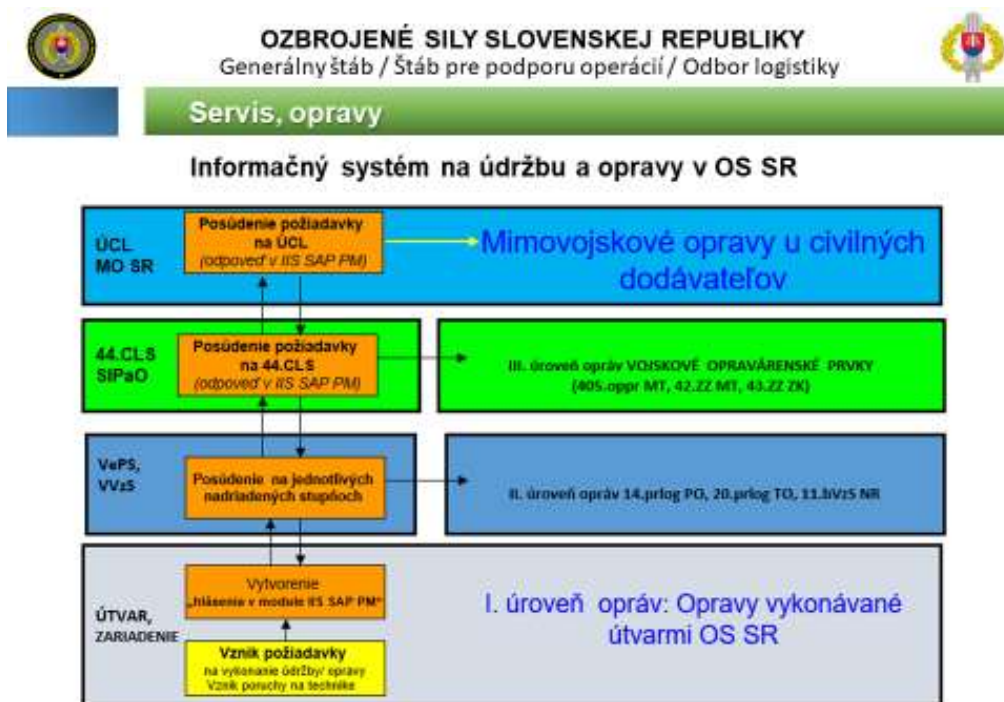 OZBROJENÉ SILY SLOVENSKEJ REPUBLIKY
Generálny štáb / Štáb pre podporu operácií / Odbor logistiky
Servis, opravy
Informačný systém na údržbu a opravy v OS SR
ÚCL
MO SR
Posúdenie požiadavky
na ÚCL
(odpoveď v IIS SAP PM)
Mimovojskové opravy u civilných
dodávateľov
44.CLS
SIPaO
Posúdenie požiadavky
na 44.CLS
(odpoveď v IIS SAP PM)
III. úroveň opráv VOJSKOVÉ OPRAVÁRENSKÉ PRVKY
(405.oppr MT, 42.ZZ MT, 43.ZZ ZK)
VePS,
VVzS
Posúdenie na jednotlivých
nadriadených stupňoch
II. úroveň opráv 14.prlog PO, 20.prlog TO, 11.bVzS NR
ÚTVAR,
ZARIADENIE
Vytvorenie
„hlásenie v module IIS SAP PM"
Vznik požiadavky
na vykonanie údržby/ opravy
Vznik poruchy na technike
I. úroveň opráv: Opravy vykonávané
útvarmi OS SR